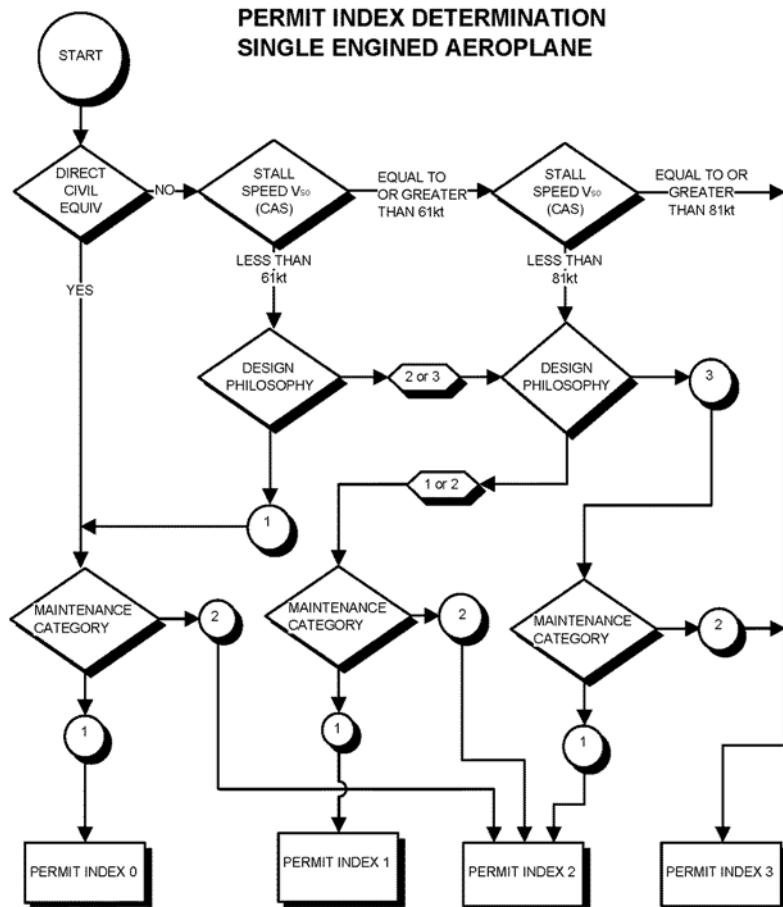 PERMIT INDEX DETERMINATION
SINGLE ENGINED AEROPLANE
START
DIRECT
CIVIL
EQUIV
NO
STALL
SPEED Vso
(CAS)
EQUAL TO
OR GREATER
THAN 61kt
STALL
SPEED Vso
(CAS)
EQUAL TO OR
GREATER
THAN 81kt
YES
LESS THAN
61kt
LESS THAN
81kt
DESIGN
PHILOSOPHY
2 or 3
DESIGN
PHILOSOPHY
3
1 or 2
1
MAINTENANCE
CATEGORY
2
MAINTENANCE
CATEGORY
2
MAINTENANCE
CATEGORY
2
1
1
1
PERMIT INDEX 0
PERMIT INDEX 1
PERMIT INDEX 2
PERMIT INDEX 3